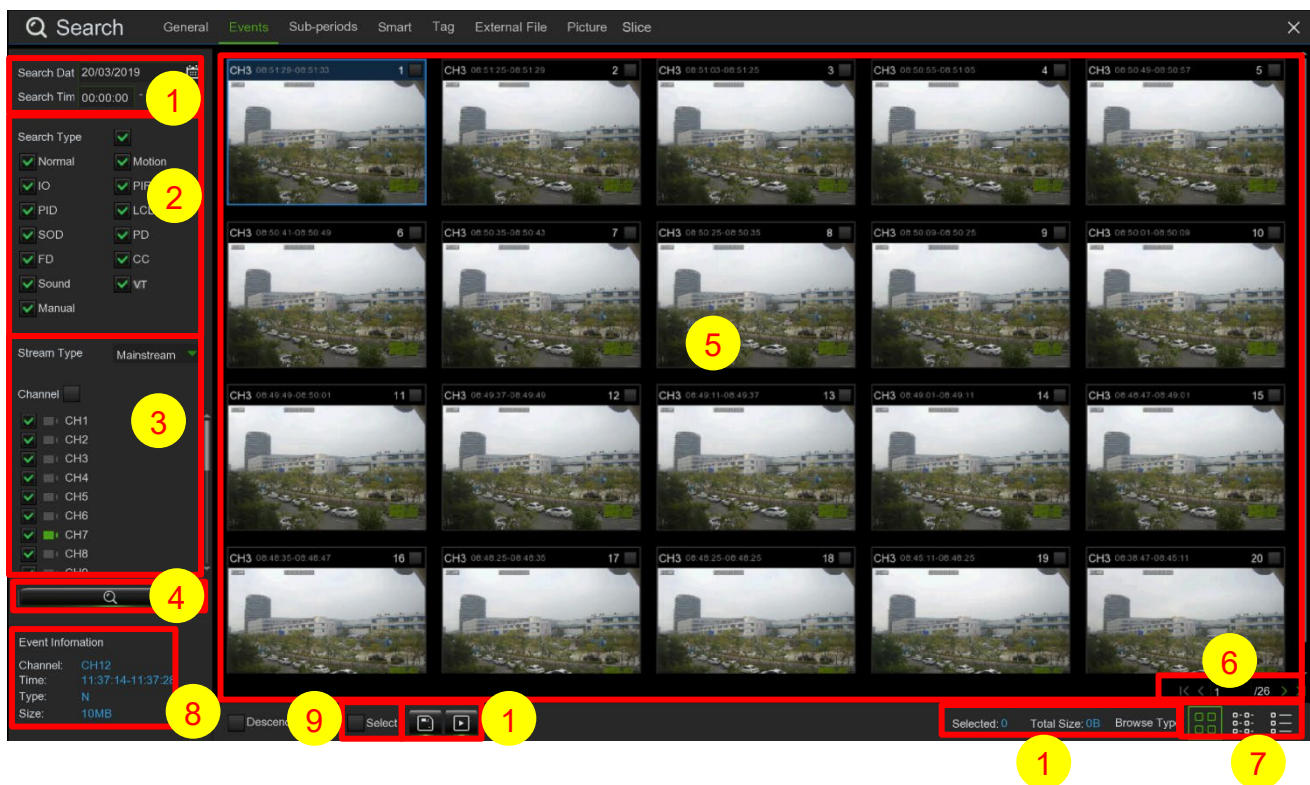 Search General Events Sub-periods Smart Tag External File Picture Slice
Search Dat 20/03/2019
Search Tim 00:00:00 -
1
Search Type
Normal Motion
IO PIR
2
PID LCD
SOD PD
FD CC
Sound VT
Manual
Stream Type Mainstream
Channel
3
CH1
CH2
CH3
CH4
CH5
CH6
CH7
CH8
CH9
4
Event Infomation
Channel: CH12
Time: 11:37:14-11:37:28
Type: N
Size: 10MB
8
CH3 08:51:29-08:51:33 1
CH3 08:51:25-08:51:29 2
CH3 08:51:03-08:51:25 3
CH3 08:50:55-08:51:05 4
CH3 08:50:49-08:50:57 5
CH3 08:50:41-08:50:49 6
CH3 08:50:35-08:50:43 7
CH3 08:50:25-08:50:35 8
CH3 08:50:09-08:50:25 9
CH3 08:50:01-08:50:09 10
5
CH3 08:49:49-08:50:01 11
CH3 08:49:37-08:49:49 12
CH3 08:49:11-08:49:37 13
CH3 08:49:01-08:49:11 14
CH3 08:48:47-08:49:01 15
CH3 08:48:35-08:48:47 16
CH3 08:48:25-08:48:35 17
CH3 08:48:25-08:48:25 18
CH3 08:45:11-08:48:25 19
CH3 08:38:47-08:45:11 20
6
1 /26
Descend
9
Select
1
Selected: 0 Total Size: 0B Browse Typ
1
7